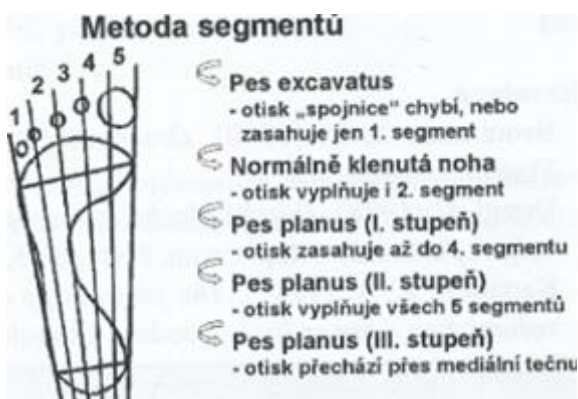 Metoda segmentů
1 2 3 4 5
Pes excavatus
- otisk „spojnice“ chybí, nebo
zasahuje jen 1. segment
Normálně klenutá noha
- otisk vyplňuje i 2. segment
Pes planus (I. stupeň)
- otisk zasahuje až do 4. segmentu
Pes planus (II. stupeň)
- otisk vyplňuje všech 5 segmentů
Pes planus (III. stupeň)
- otisk přechází přes mediální tečnu